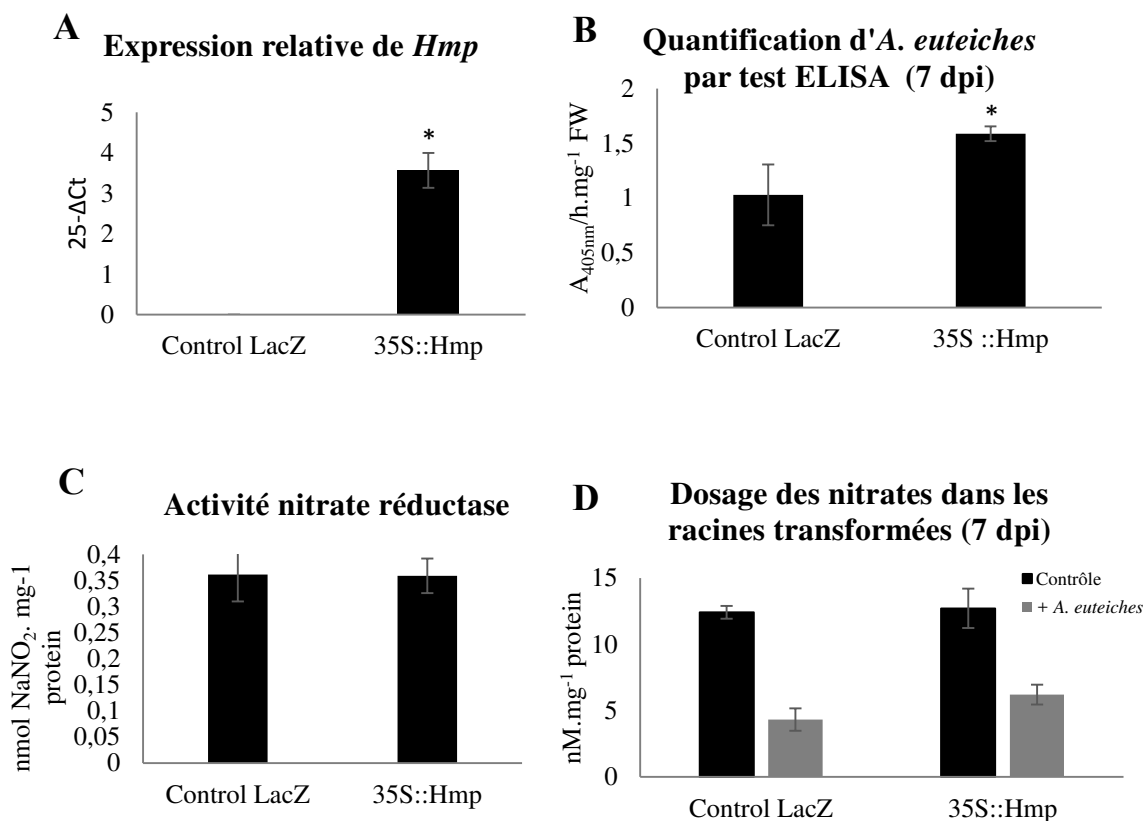 A
Expression relative de Hmp
25-ΔCt
5
4
3
2
1
0
*
Control LacZ
35S::Hmp
B
Quantification d'A. euteiches
par test ELISA (7 dpi)
A405nm/h.mg-1 FW
2
1,5
1
0,5
0
*
Control LacZ
35S ::Hmp
C
Activité nitrate réductase
nmol NaNO2. mg-1
protein
0,4
0,35
0,3
0,25
0,2
0,15
0,1
0,05
0
Control LacZ
35S::Hmp
D
Dosage des nitrates dans les
racines transformées (7 dpi)
nM.mg-1 protein
15
10
5
0
Contrôle
+ A. euteiches
Control LacZ
35S::Hmp